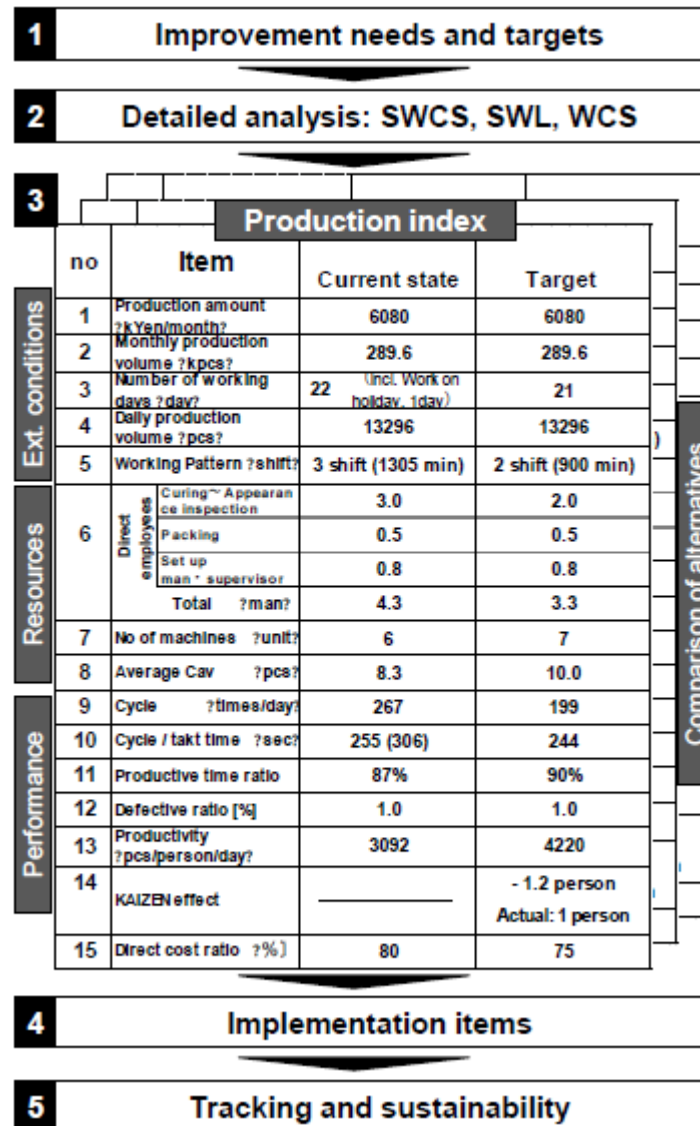 1 Improvement needs and targets
2 Detailed analysis: SWCS, SWL, WCS
3
Production index
no Item Current state Target
Ext. conditions
1 Production amount ?kYen/month? 6080 6080
2 Monthly production volume ?kpcs? 289.6 289.6
3 Number of working days ?day? 22 (Incl. Work on holiday, 1day) 21
4 Daily production volume ?pcs? 13296 13296
5 Working Pattern ?shift? 3 shift (1305 min) 2 shift (900 min)
Resources
6 Direct employees
Curing~ Appearan ce inspection 3.0 2.0
Packing 0.5 0.5
Set up man・supervisor 0.8 0.8
Total ?man? 4.3 3.3
7 No of machines ?unit? 6 7
8 Average Cav ?pcs? 8.3 10.0
Performance
9 Cycle ?times/day? 267 199
10 Cycle / takt time ?sec? 255 (306) 244
11 Productive time ratio 87% 90%
12 Defective ratio [%] 1.0 1.0
13 Productivity ?pcs/person/day? 3092 4220
14 KAIZEN effect - 1.2 person
Actual: 1 person
15 Direct cost ratio ?%〕 80 75
)
Comparison of alternatives
4 Implementation items
5 Tracking and sustainability